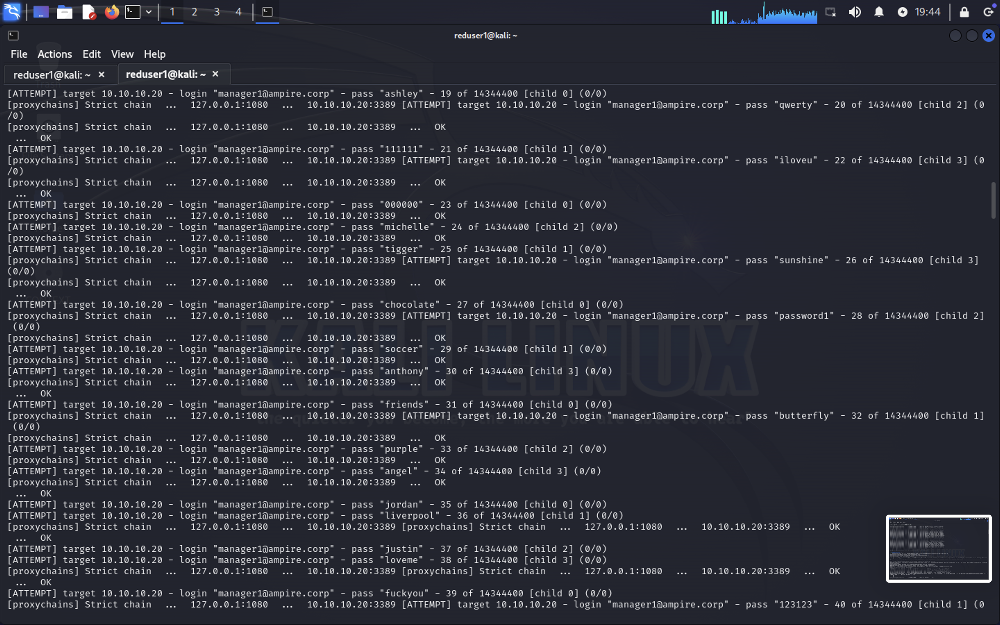 1 2 3 4 19:44
reduser1@kali: ~
File Actions Edit View Help
reduser1@kali: ~ × reduser1@kali: ~ ×
[ATTEMPT] target 10.10.10.20 - login "manager1@ampire.corp" - pass "ashley" - 19 of 14344400 [child 0] (0/0)
[proxychains] Strict chain ... 127.0.0.1:1080 ... 10.10.10.20:3389 [ATTEMPT] target 10.10.10.20 - login "manager1@ampire.corp" - pass "qwerty" - 20 of 14344400 [child 2] (0
/0)
[proxychains] Strict chain ... 127.0.0.1:1080 ... 10.10.10.20:3389 ... OK
... OK
[ATTEMPT] target 10.10.10.20 - login "manager1@ampire.corp" - pass "111111" - 21 of 14344400 [child 1] (0/0)
[proxychains] Strict chain ... 127.0.0.1:1080 ... 10.10.10.20:3389 [ATTEMPT] target 10.10.10.20 - login "manager1@ampire.corp" - pass "iloveu" - 22 of 14344400 [child 3] (0
/0)
[proxychains] Strict chain ... 127.0.0.1:1080 ... 10.10.10.20:3389 ... OK
... OK
[ATTEMPT] target 10.10.10.20 - login "manager1@ampire.corp" - pass "000000" - 23 of 14344400 [child 0] (0/0)
[proxychains] Strict chain ... 127.0.0.1:1080 ... 10.10.10.20:3389 ... OK
[ATTEMPT] target 10.10.10.20 - login "manager1@ampire.corp" - pass "michelle" - 24 of 14344400 [child 2] (0/0)
[proxychains] Strict chain ... 127.0.0.1:1080 ... 10.10.10.20:3389 ... OK
[ATTEMPT] target 10.10.10.20 - login "manager1@ampire.corp" - pass "tigger" - 25 of 14344400 [child 1] (0/0)
[proxychains] Strict chain ... 127.0.0.1:1080 ... 10.10.10.20:3389 [ATTEMPT] target 10.10.10.20 - login "manager1@ampire.corp" - pass "sunshine" - 26 of 14344400 [child 3]
(0/0)
[proxychains] Strict chain ... 127.0.0.1:1080 ... 10.10.10.20:3389 ... OK
... OK
[ATTEMPT] target 10.10.10.20 - login "manager1@ampire.corp" - pass "chocolate" - 27 of 14344400 [child 0] (0/0)
[proxychains] Strict chain ... 127.0.0.1:1080 ... 10.10.10.20:3389 [ATTEMPT] target 10.10.10.20 - login "manager1@ampire.corp" - pass "password1" - 28 of 14344400 [child 2]
(0/0)
[proxychains] Strict chain ... 127.0.0.1:1080 ... 10.10.10.20:3389 ... OK
[ATTEMPT] target 10.10.10.20 - login "manager1@ampire.corp" - pass "soccer" - 29 of 14344400 [child 1] (0/0)
[proxychains] Strict chain ... 127.0.0.1:1080 ... 10.10.10.20:3389 ... OK
[ATTEMPT] target 10.10.10.20 - login "manager1@ampire.corp" - pass "anthony" - 30 of 14344400 [child 3] (0/0)
[proxychains] Strict chain ... 127.0.0.1:1080 ... 10.10.10.20:3389 ... OK
... OK
[ATTEMPT] target 10.10.10.20 - login "manager1@ampire.corp" - pass "friends" - 31 of 14344400 [child 0] (0/0)
[proxychains] Strict chain ... 127.0.0.1:1080 ... 10.10.10.20:3389 [ATTEMPT] target 10.10.10.20 - login "manager1@ampire.corp" - pass "butterfly" - 32 of 14344400 [child 1]
(0/0)
[proxychains] Strict chain ... 127.0.0.1:1080 ... 10.10.10.20:3389 ... OK
[ATTEMPT] target 10.10.10.20 - login "manager1@ampire.corp" - pass "purple" - 33 of 14344400 [child 2] (0/0)
[proxychains] Strict chain ... 127.0.0.1:1080 ... 10.10.10.20:3389 ... OK
[ATTEMPT] target 10.10.10.20 - login "manager1@ampire.corp" - pass "angel" - 34 of 14344400 [child 3] (0/0)
[proxychains] Strict chain ... 127.0.0.1:1080 ... 10.10.10.20:3389 ... OK
... OK
[ATTEMPT] target 10.10.10.20 - login "manager1@ampire.corp" - pass "jordan" - 35 of 14344400 [child 0] (0/0)
[ATTEMPT] target 10.10.10.20 - login "manager1@ampire.corp" - pass "liverpool" - 36 of 14344400 [child 1] (0/0)
[proxychains] Strict chain ... 127.0.0.1:1080 ... 10.10.10.20:3389 [proxychains] Strict chain ... 127.0.0.1:1080 ... 10.10.10.20:3389 ... OK
... OK
[ATTEMPT] target 10.10.10.20 - login "manager1@ampire.corp" - pass "justin" - 37 of 14344400 [child 2] (0/0)
[ATTEMPT] target 10.10.10.20 - login "manager1@ampire.corp" - pass "loveme" - 38 of 14344400 [child 3] (0/0)
[proxychains] Strict chain ... 127.0.0.1:1080 ... 10.10.10.20:3389 [proxychains] Strict chain ... 127.0.0.1:1080 ... 10.10.10.20:3389 ... OK
... OK
[ATTEMPT] target 10.10.10.20 - login "manager1@ampire.corp" - pass "fuckyou" - 39 of 14344400 [child 0] (0/0)
[proxychains] Strict chain ... 127.0.0.1:1080 ... 10.10.10.20:3389 [ATTEMPT] target 10.10.10.20 - login "manager1@ampire.corp" - pass "123123" - 40 of 14344400 [child 1] (0
KALI LINUX
the quieter you become, the more you are able to hear
Trash